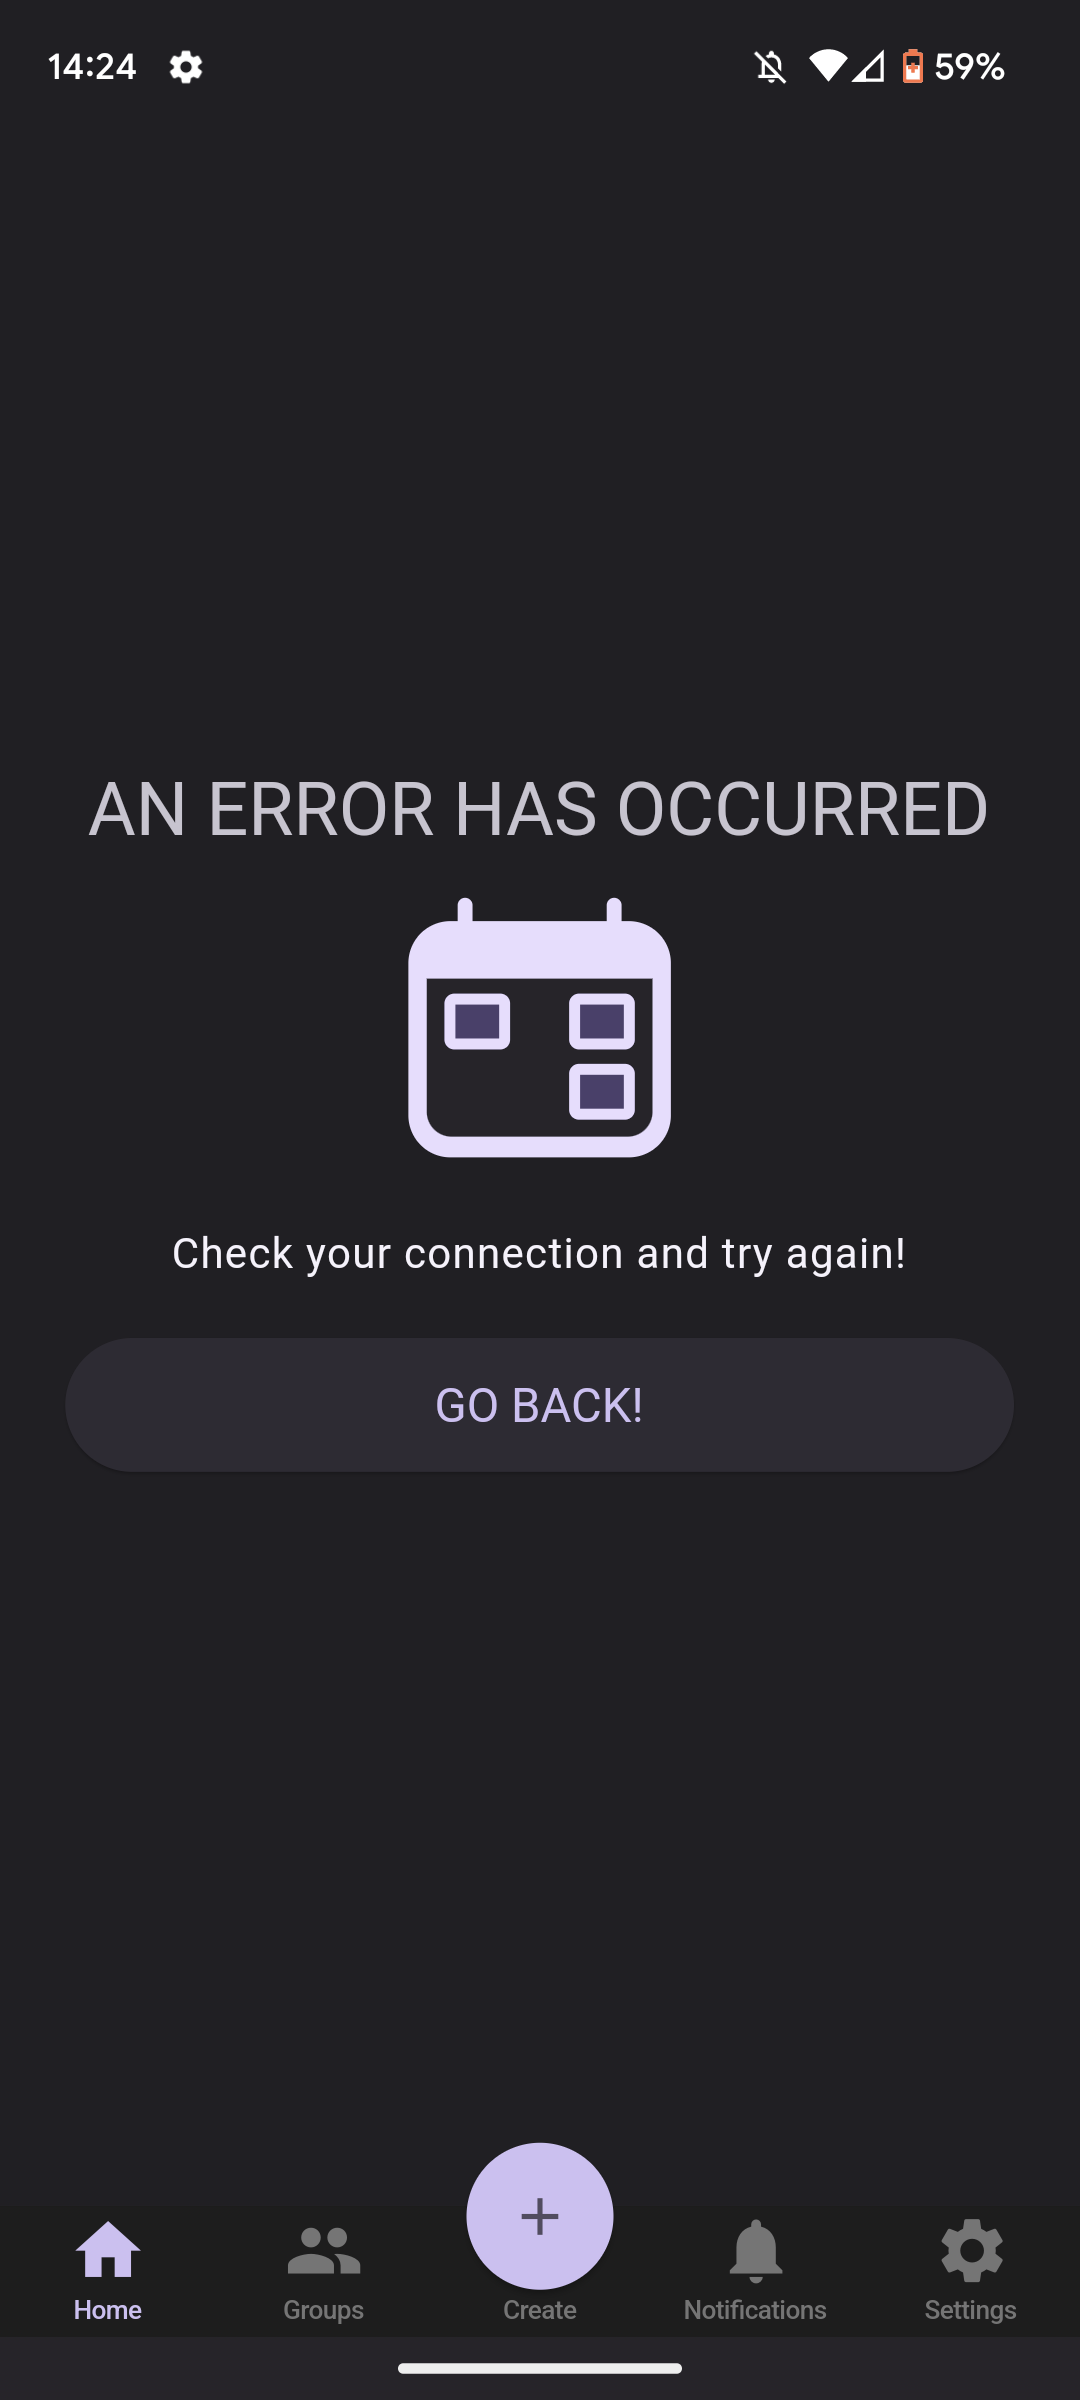 14:24 59%
AN ERROR HAS OCCURRED
Check your connection and try again!
GO BACK!
Home Groups Create Notifications Settings